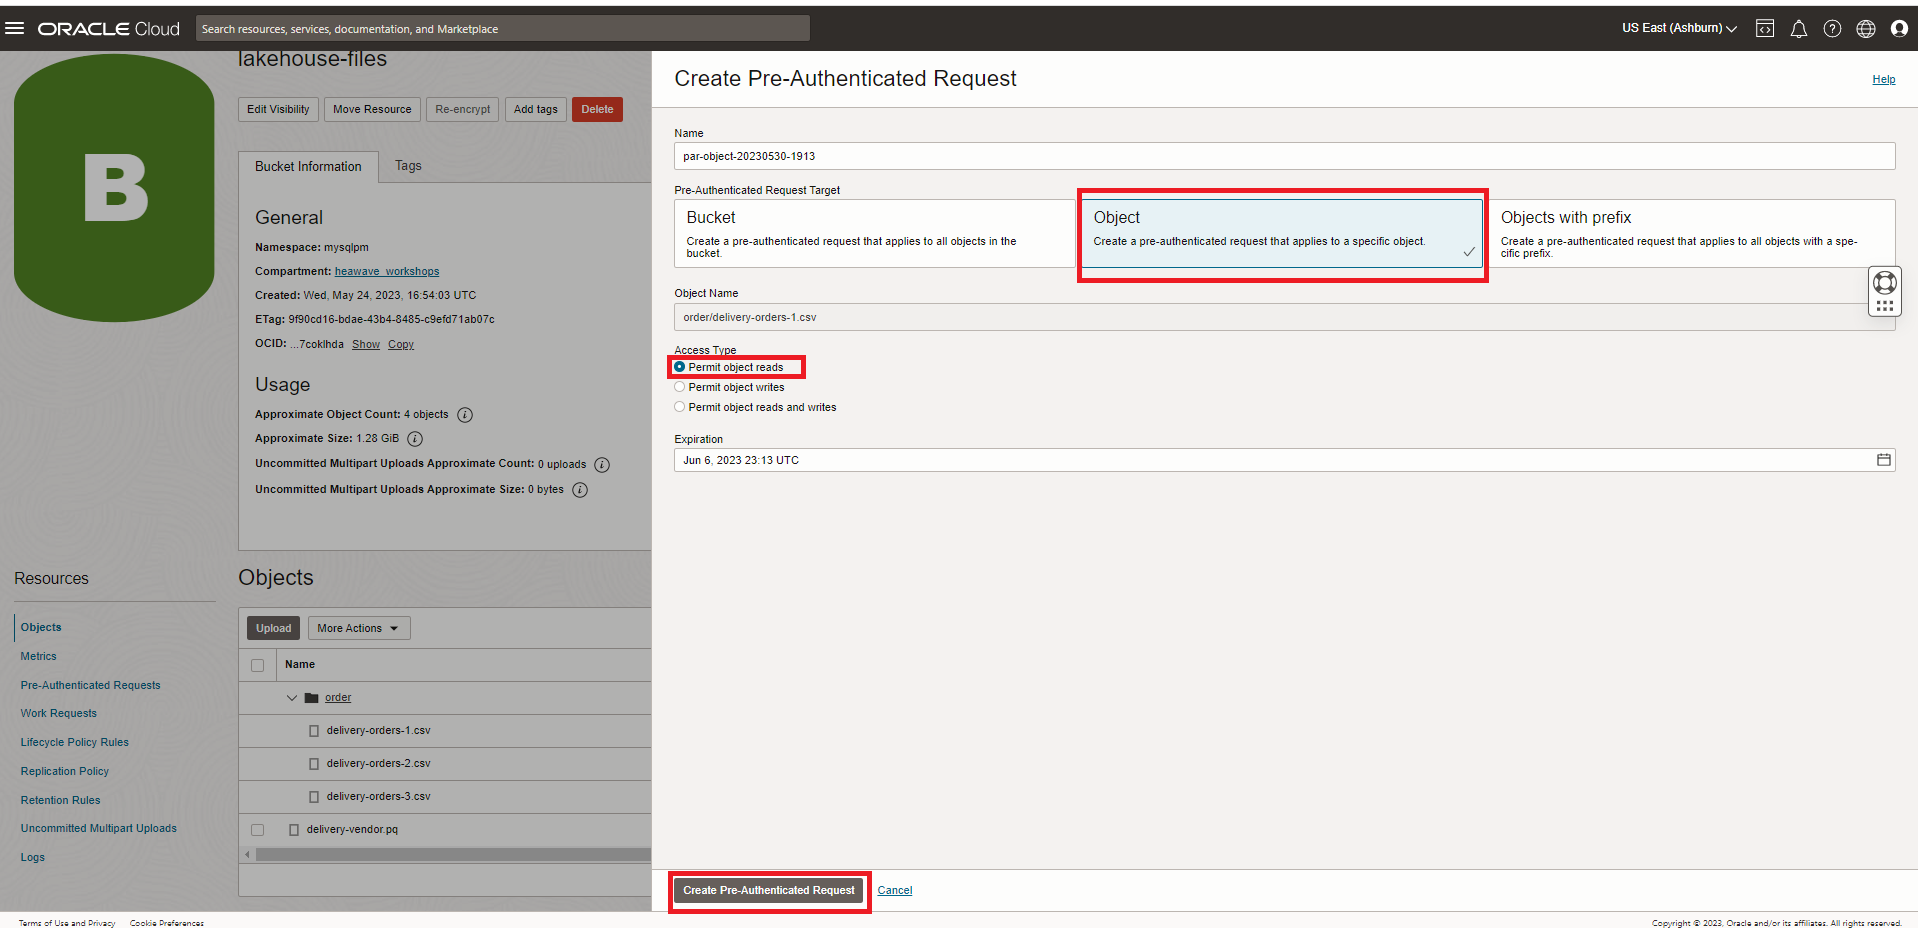 ORACLE Cloud
Search resources, services, documentation, and Marketplace
US East (Ashburn)
lakehouse-files
B
Edit Visibility
Move Resource
Re-encrypt
Add tags
Delete
Bucket Information
Tags
General
Namespace: mysqlpm
Compartment: heawave_workshops
Created: Wed, May 24, 2023, 16:54:03 UTC
ETag: 9f90cd16-bdae-43b4-8485-c9efd71ab07c
OCID: ...7coklhda Show Copy
Usage
Approximate Object Count: 4 objects
Approximate Size: 1.28 GiB
Uncommitted Multipart Uploads Approximate Count: 0 uploads
Uncommitted Multipart Uploads Approximate Size: 0 bytes
Resources
Objects
Metrics
Pre-Authenticated Requests
Work Requests
Lifecycle Policy Rules
Replication Policy
Retention Rules
Uncommitted Multipart Uploads
Logs
Objects
Upload
More Actions
Name
order
delivery-orders-1.csv
delivery-orders-2.csv
delivery-orders-3.csv
delivery-vendor.pq
Create Pre-Authenticated Request
Help
Name
par-object-20230530-1913
Pre-Authenticated Request Target
Bucket
Create a pre-authenticated request that applies to all objects in the
bucket.
Object
Create a pre-authenticated request that applies to a specific object.
Objects with prefix
Create a pre-authenticated request that applies to all objects with a spe-
cific prefix.
Object Name
order/delivery-orders-1.csv
Access Type
Permit object reads
Permit object writes
Permit object reads and writes
Expiration
Jun 6, 2023 23:13 UTC
Create Pre-Authenticated Request
Cancel
Terms of Use and Privacy
Cookie Preferences
Copyright © 2023, Oracle and/or its affiliates. All rights reserved.